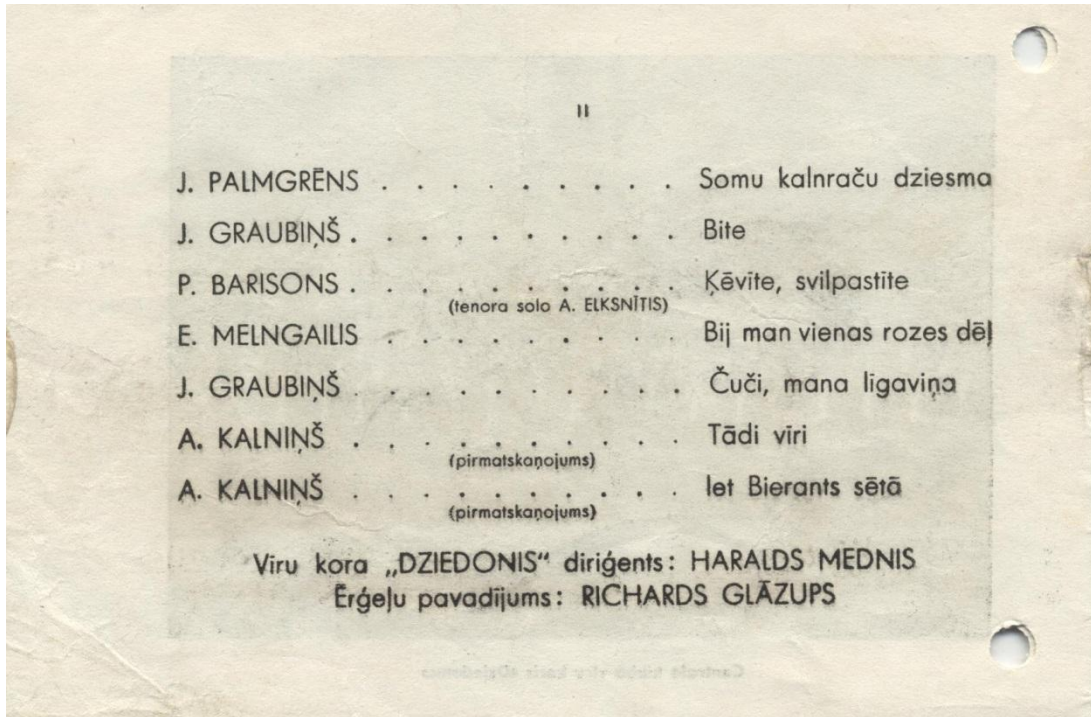 II
J. PALMGRĒNS . . . . . . . . . . Somu kalnraču dziesma
J. GRAUBIŅŠ . . . . . . . . . . Bite
P. BARISONS . . . . . . . . . . Ķēvīte, svilpastīte
(tenora solo A. ELKSNĪTIS)
E. MELNGAILIS . . . . . . . . . Bij man vienas rozes dēļ
J. GRAUBIŅŠ . . . . . . . . . . Čuči, mana līgaviņa
A. KALNIŅŠ . . . . . . . . . . Tādi vīri
(pirmatskaņojums)
A. KALNIŅŠ . . . . . . . . . . Iet Bierants sētā
(pirmatskaņojums)
Vīru kora „DZIEDONIS“ diriģents: HARALDS MEDNIS
Ērģeļu pavadījums: RICHARDS GLĀZUPS